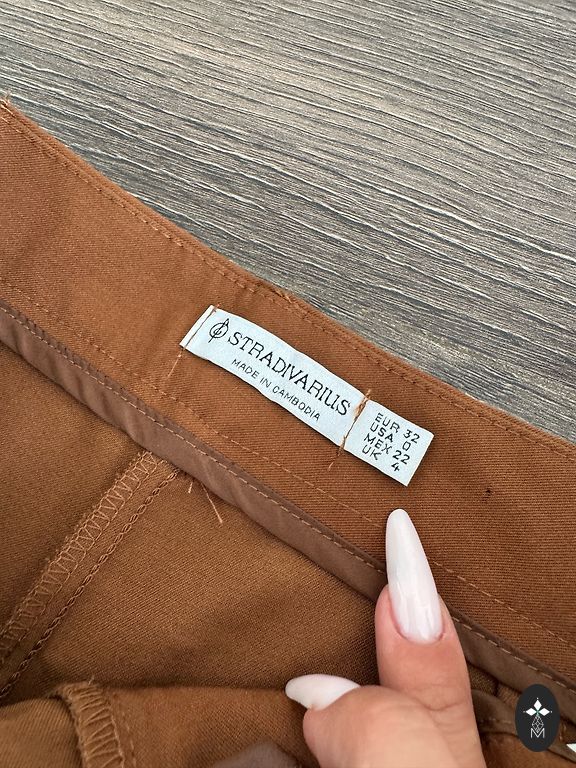 STRADIVARIUS
MADE IN CAMBODIA
EUR 32
USA 0
MEX 22
UK 4